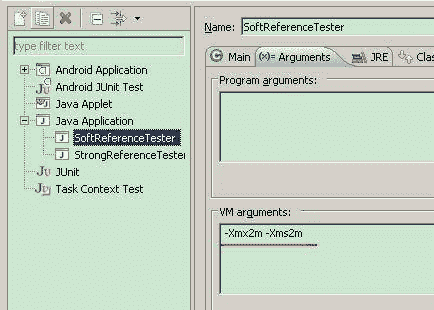 type filter text
Android Application
Android JUnit Test
Java Applet
Java Application
SoftReferenceTester
StrongReferenceTester
JUnit
Task Context Test
Name: SoftReferenceTester
Main (x)= Arguments JRE Clas
Program arguments:
VM arguments:
-Xmx2m -Xms2m